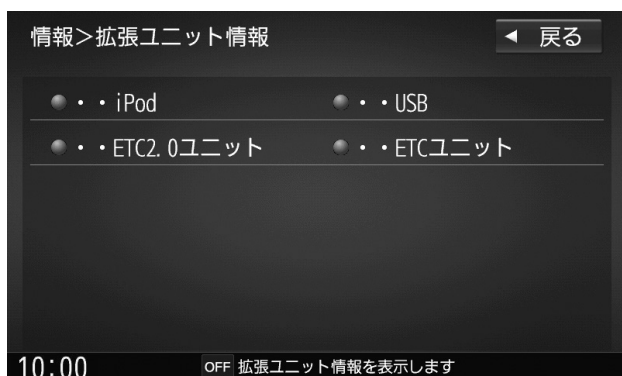 情報＞拡張ユニット情報
◀ 戻る
・・iPod
・・USB
・・ETC2.0ユニット
・・ETCユニット
10:00
OFF 拡張ユニット情報を表示します